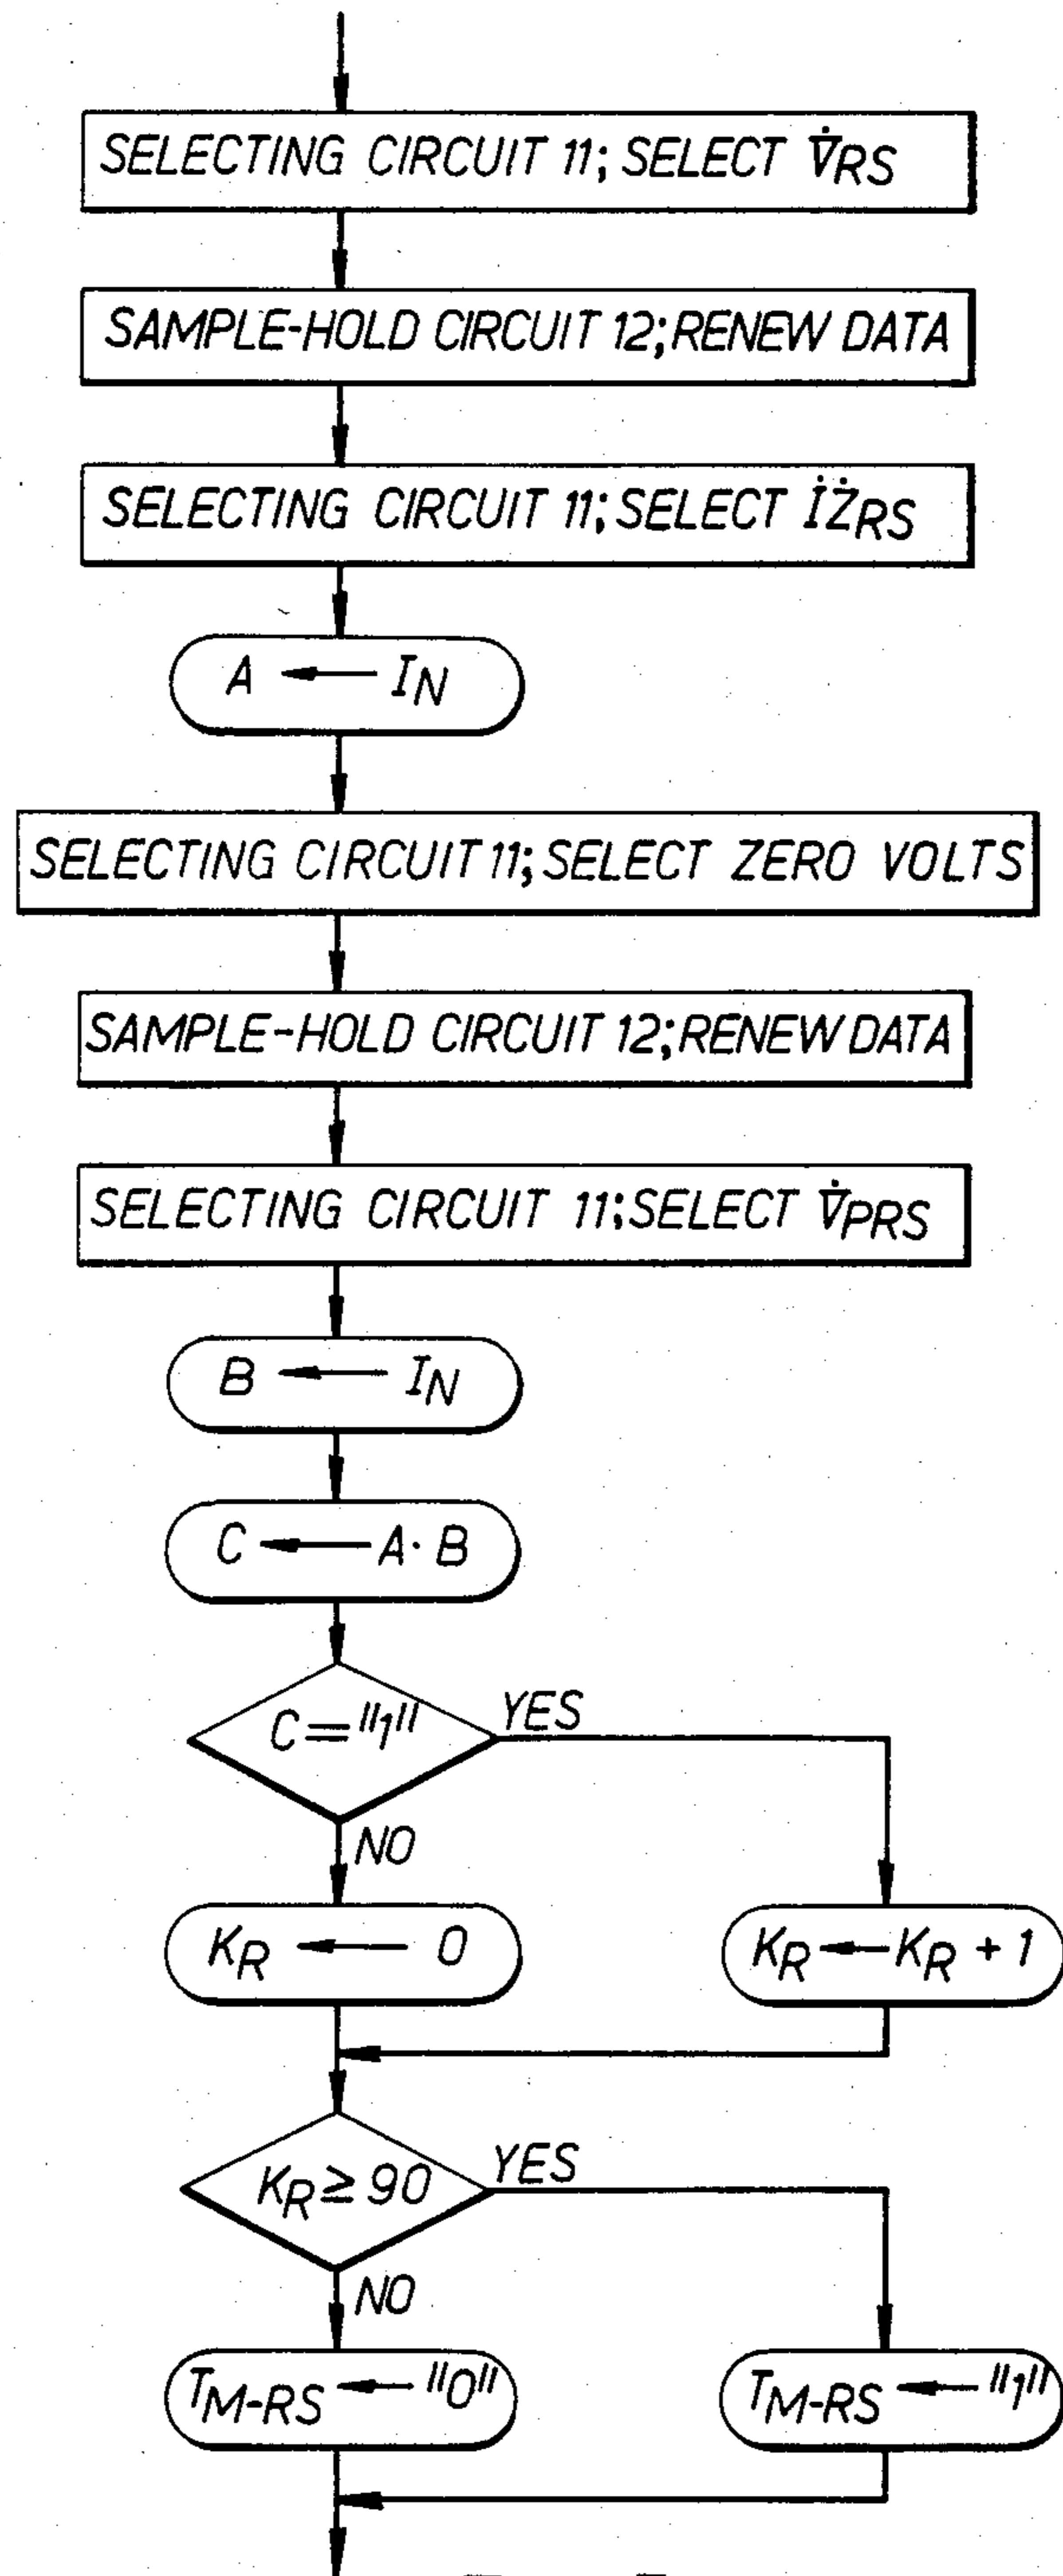 SELECTING CIRCUIT 11; SELECT V̇RS
SAMPLE-HOLD CIRCUIT 12; RENEW DATA
SELECTING CIRCUIT 11; SELECT İŻRS
A ← IN
SELECTING CIRCUIT 11; SELECT ZERO VOLTS
SAMPLE-HOLD CIRCUIT 12; RENEW DATA
SELECTING CIRCUIT 11; SELECT V̇PRS
B ← IN
C ← A · B
C = "1"
YES
NO
KR ← 0
KR ← KR + 1
KR ≥ 90
YES
NO
TM-RS ← "0"
TM-RS ← "1"